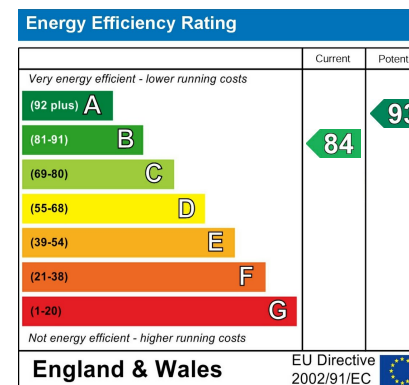 Energy Efficiency Rating
Current
Very energy efficient - lower running costs
(92 plus) A
(81-91) B
(69-80) C
(55-68) D
(39-54) E
(21-38) F
(1-20) G
84
Not energy efficient - higher running costs
England & Wales
EU Directive
2002/91/EC